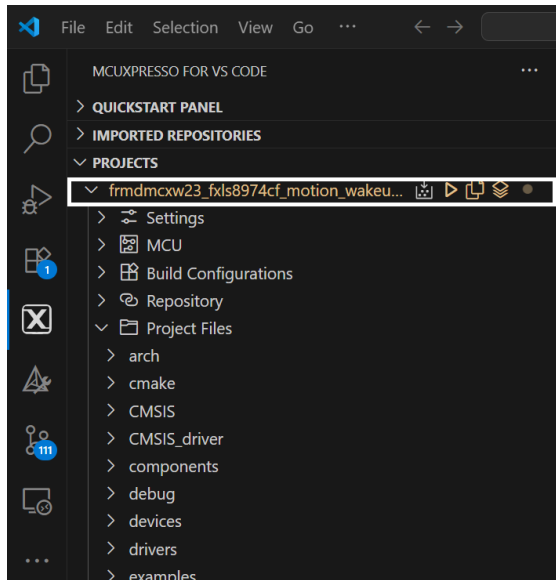 File Edit Selection View Go ...
MCUXPRESSO FOR VS CODE ...
QUICKSTART PANEL
IMPORTED REPOSITORIES
PROJECTS
frmdmcxw23_fxls8974cf_motion_wakeu...
Settings
MCU
Build Configurations
1
Repository
Project Files
arch
cmake
CMSIS
CMSIS_driver
111
components
debug
devices
drivers
examples